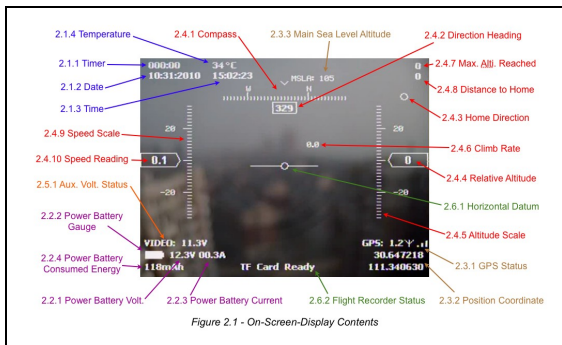 2.1.4 Temperature
2.4.1 Compass
2.3.3 Main Sea Level Altitude
2.4.2 Direction Heading
2.1.1 Timer
000:00
34°C
MSLA: 105
0
2.4.7 Max. Alti. Reached
2.1.2 Date
10:31:2010
15:02:23
0
2.4.8 Distance to Home
2.1.3 Time
W
N
329
2.4.3 Home Direction
2.4.9 Speed Scale
20
20
0.0
2.4.6 Climb Rate
2.4.10 Speed Reading
0.1
0
2.4.4 Relative Altitude
-20
-20
2.5.1 Aux. Volt. Status
2.6.1 Horizontal Datum
2.2.2 Power Battery
Gauge
2.4.5 Altitude Scale
VIDEO: 11.3V
GPS: 1.2
2.2.4 Power Battery
Consumed Energy
12.3V 00.3A
30.647218
2.3.1 GPS Status
118mAh
TF Card Ready
111.340630
2.3.2 Position Coordinate
2.2.1 Power Battery Volt.
2.2.3 Power Battery Current
2.6.2 Flight Recorder Status
Figure 2.1 - On-Screen-Display Contents